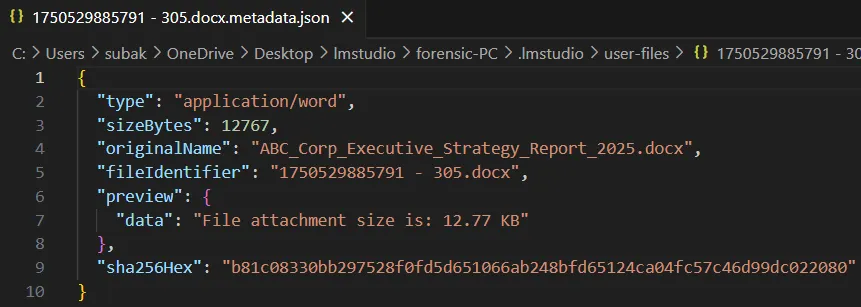 {} 1750529885791 - 305.docx.metadata.json ×
C: > Users > subak > OneDrive > Desktop > lmstudio > forensic-PC > .lmstudio > user-files > {} 1750529885791 - 30
1 {
2 "type": "application/word",
3 "sizeBytes": 12767,
4 "originalName": "ABC_Corp_Executive_Strategy_Report_2025.docx",
5 "fileIdentifier": "1750529885791 - 305.docx",
6 "preview": {
7 "data": "File attachment size is: 12.77 KB"
8 },
9 "sha256Hex": "b81c08330bb297528f0fd5d651066ab248bfd65124ca04fc57c46d99dc022080"
10 }